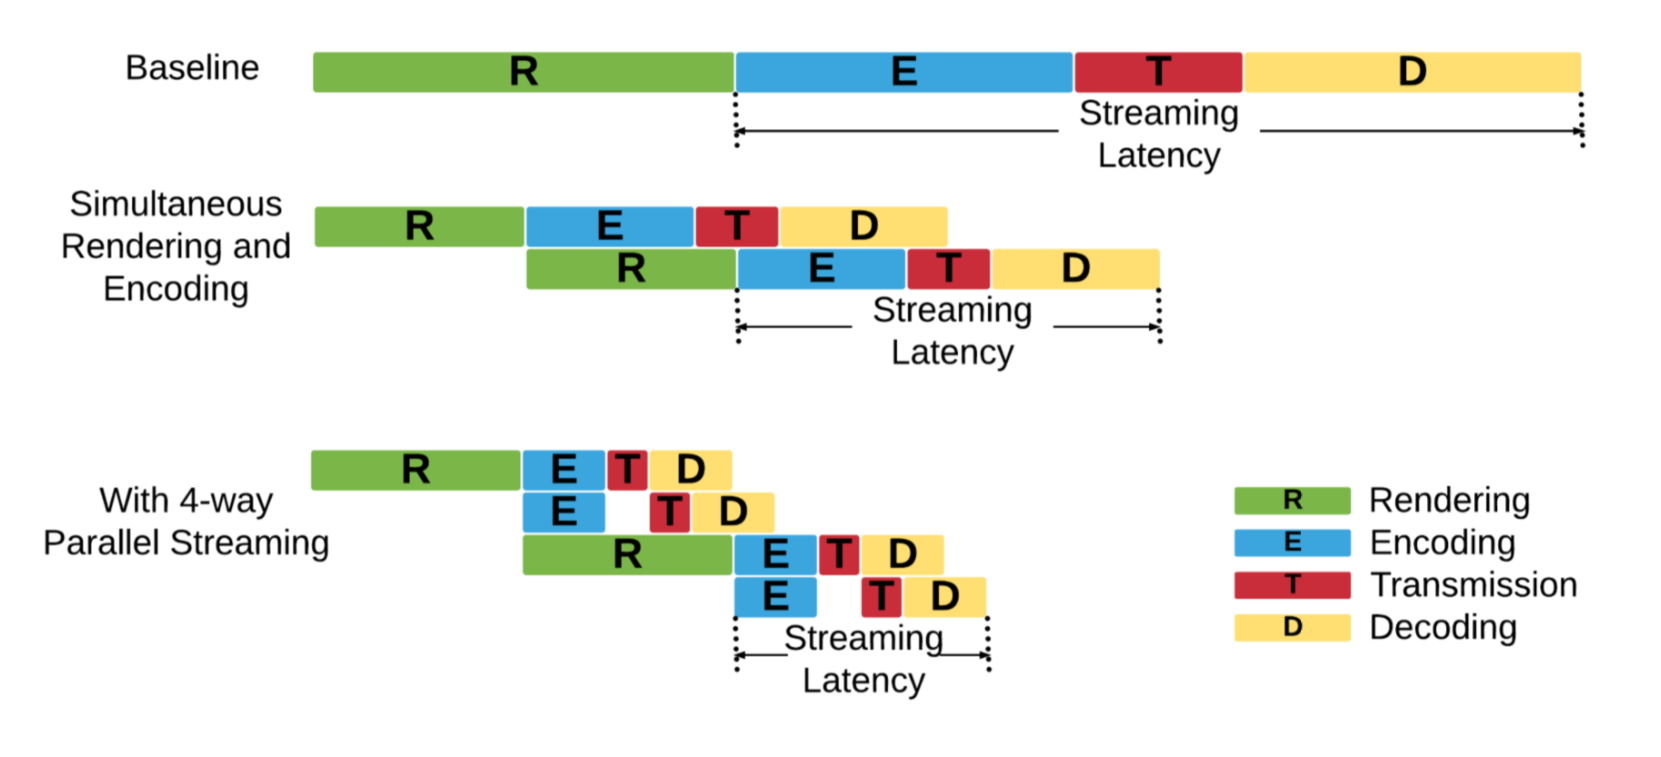 Baseline
R E T D
Streaming
Latency
Simultaneous
Rendering and
Encoding
R E T D
R E T D
Streaming
Latency
With 4-way
Parallel Streaming
R E T D
E T D
R E T D
E T D
Streaming
Latency
R Rendering
E Encoding
T Transmission
D Decoding